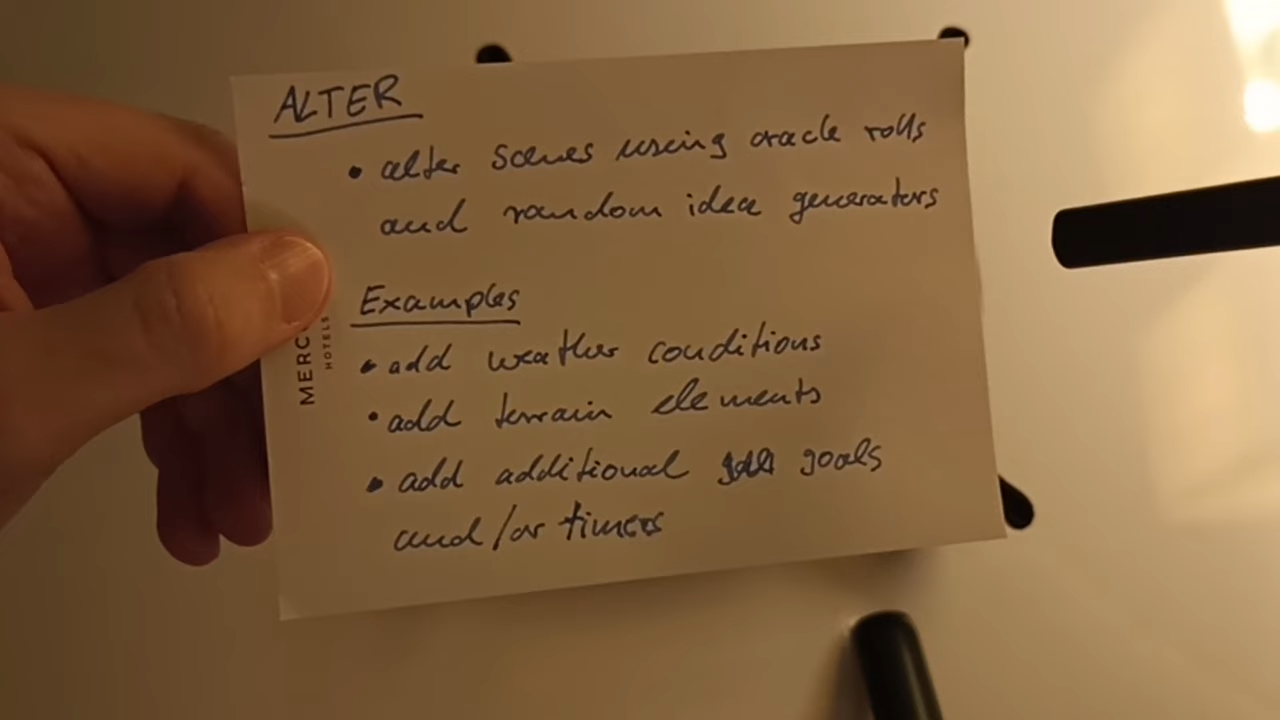 ALTER
• alter scenes using oracle rolls
and random idea generators
Examples
• add weather conditions
• add terrain elements
• add additional goals
and/or timers
MERC
HOTELS